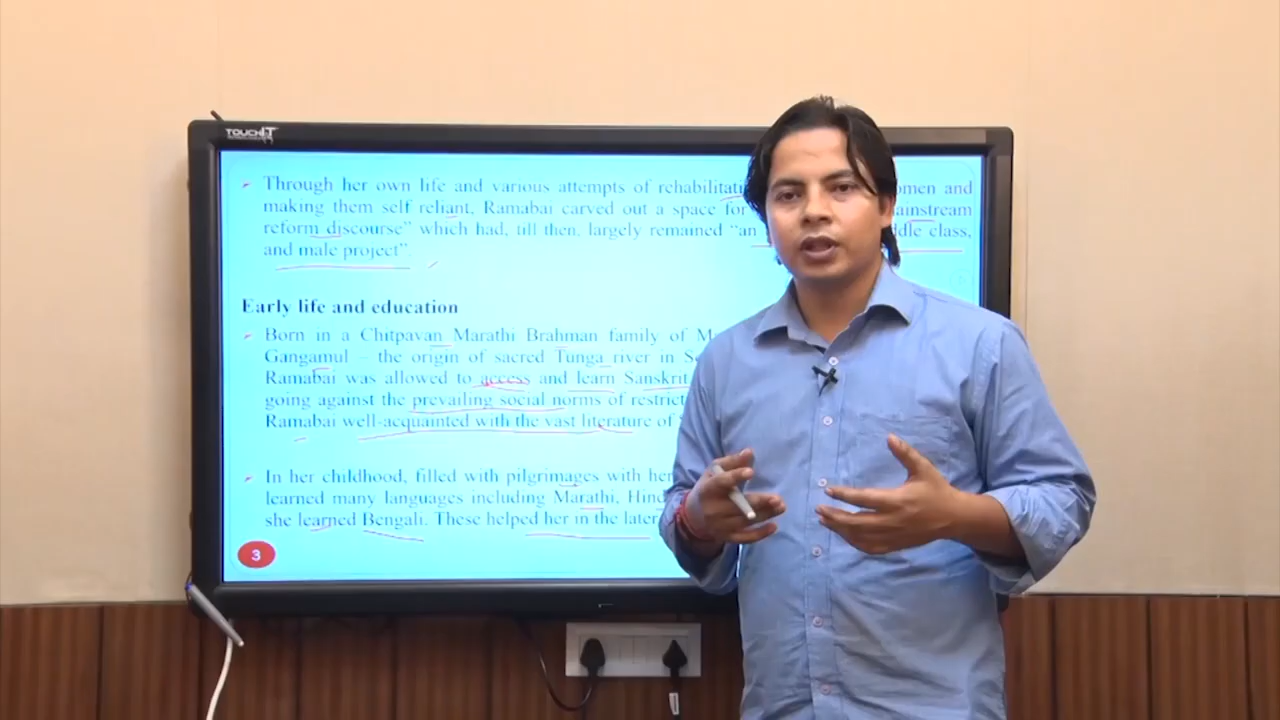 TOUCHIT
Through her own life and various attempts of omen and
making them self reliant, Ramabai carved out a space for ainstream
reform discourse” which had, till then, largely remained “an ddle class,
and male project”.
Early life and education
Born in a Chitpavan Marathi Brahman family of
Gangamul – the origin of sacred Tunga river in
Ramabai was allowed to access and learn Sanskrit
going against the prevailing social norms of
Ramabai well-acquainted with the vast literature of
In her childhood, filled with pilgrimages with her
learned many languages including Marathi,
she learned Bengali. These helped her in the later
3